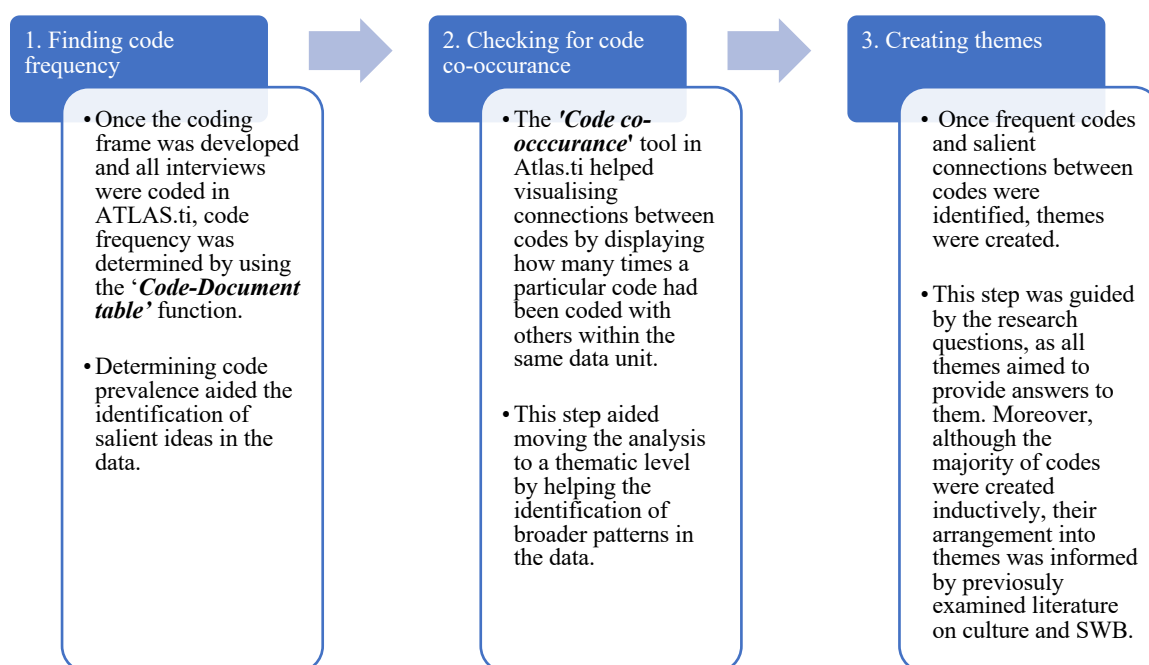 1. Finding code
frequency
• Once the coding
frame was developed
and all interviews
were coded in
ATLAS.ti, code
frequency was
determined by using
the ‘Code-Document
table’ function.
• Determining code
prevalence aided the
identification of
salient ideas in the
data.
2. Checking for code
co-occurance
• The 'Code co-
occcurance' tool in
Atlas.ti helped
visualising
connections between
codes by displaying
how many times a
particular code had
been coded with
others within the
same data unit.
• This step aided
moving the analysis
to a thematic level
by helping the
identification of
broader patterns in
the data.
3. Creating themes
• Once frequent codes
and salient
connections between
codes were
identified, themes
were created.
• This step was guided
by the research
questions, as all
themes aimed to
provide answers to
them. Moreover,
although the
majority of codes
were created
inductively, their
arrangement into
themes was informed
by previosuly
examined literature
on culture and SWB.